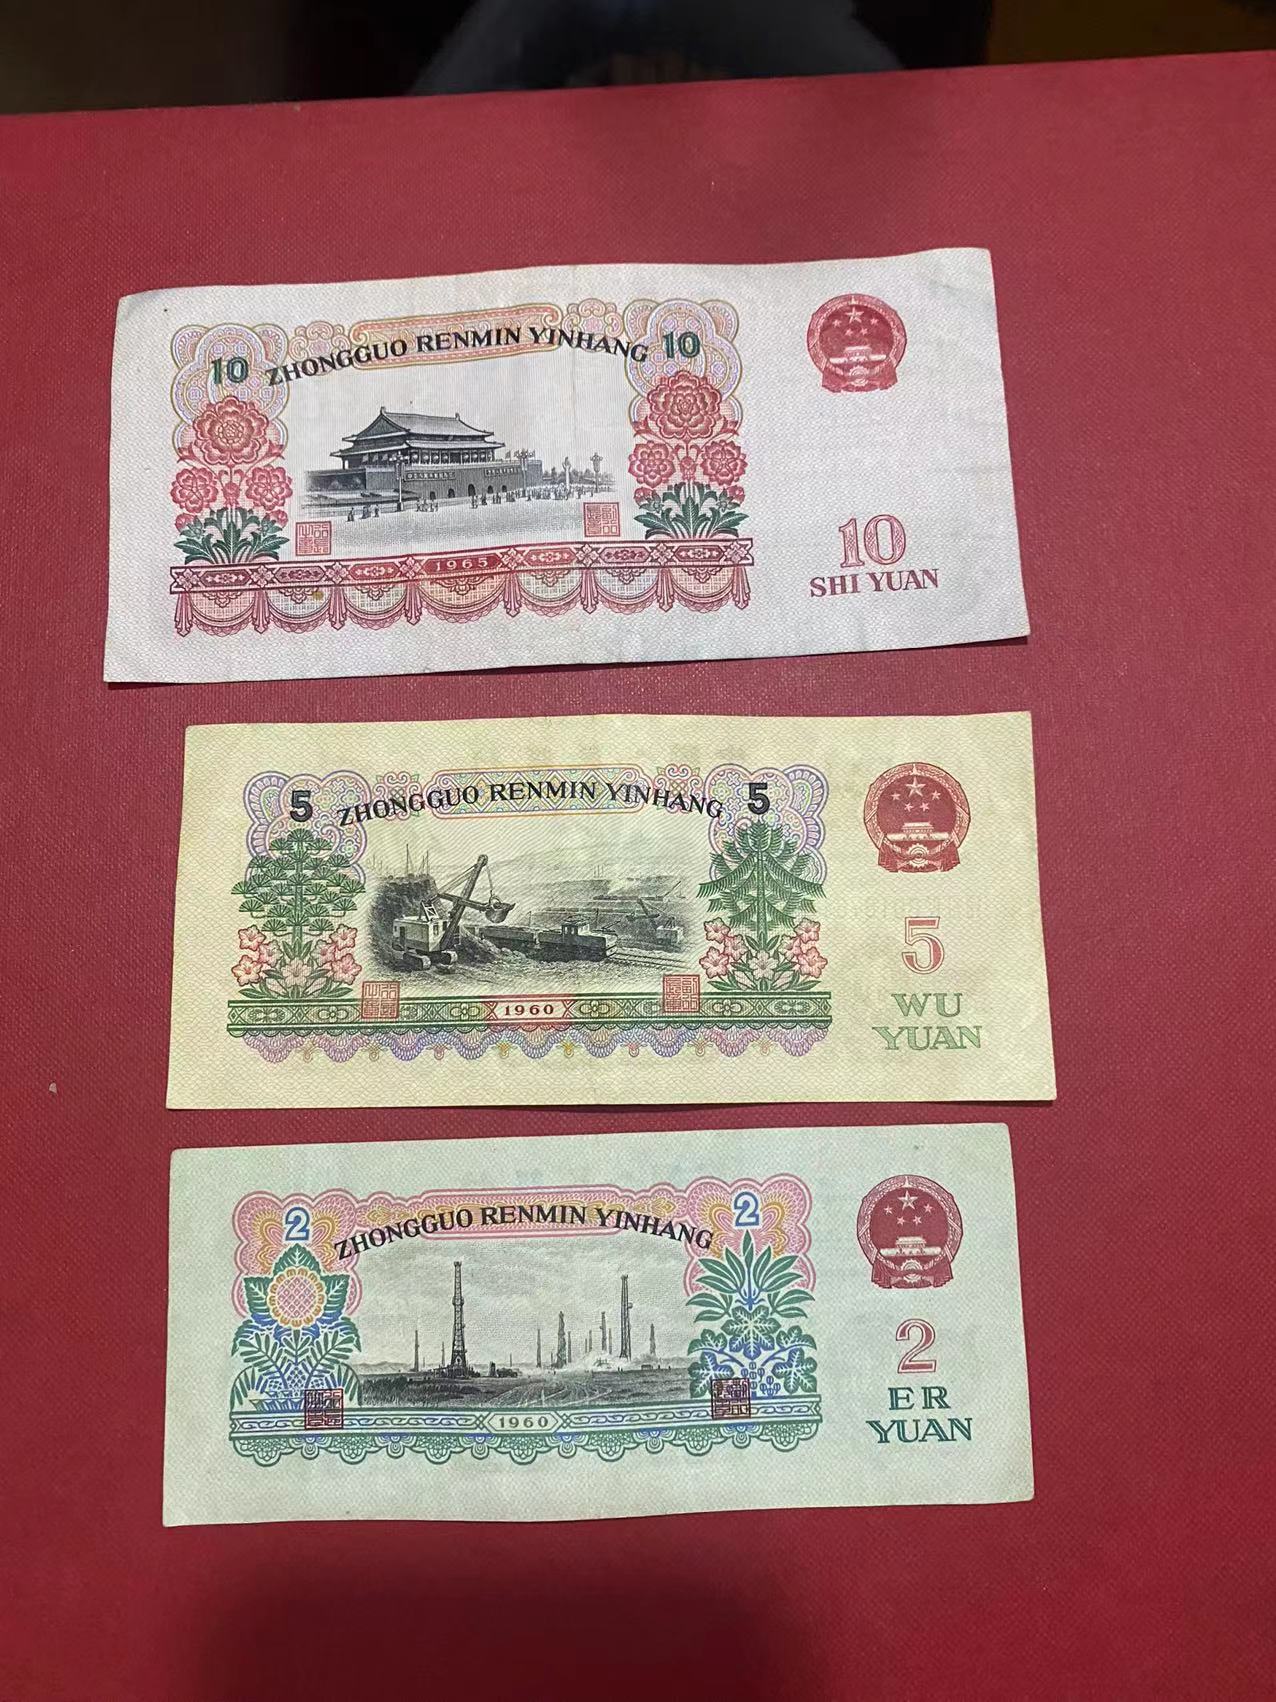 10 ZHONGGUO RENMIN YINHANG 10
1965
10
SHI YUAN
5 ZHONGGUO RENMIN YINHANG 5
1960
5
WU
YUAN
2 ZHONGGUO RENMIN YINHANG 2
1960
2
ER
YUAN